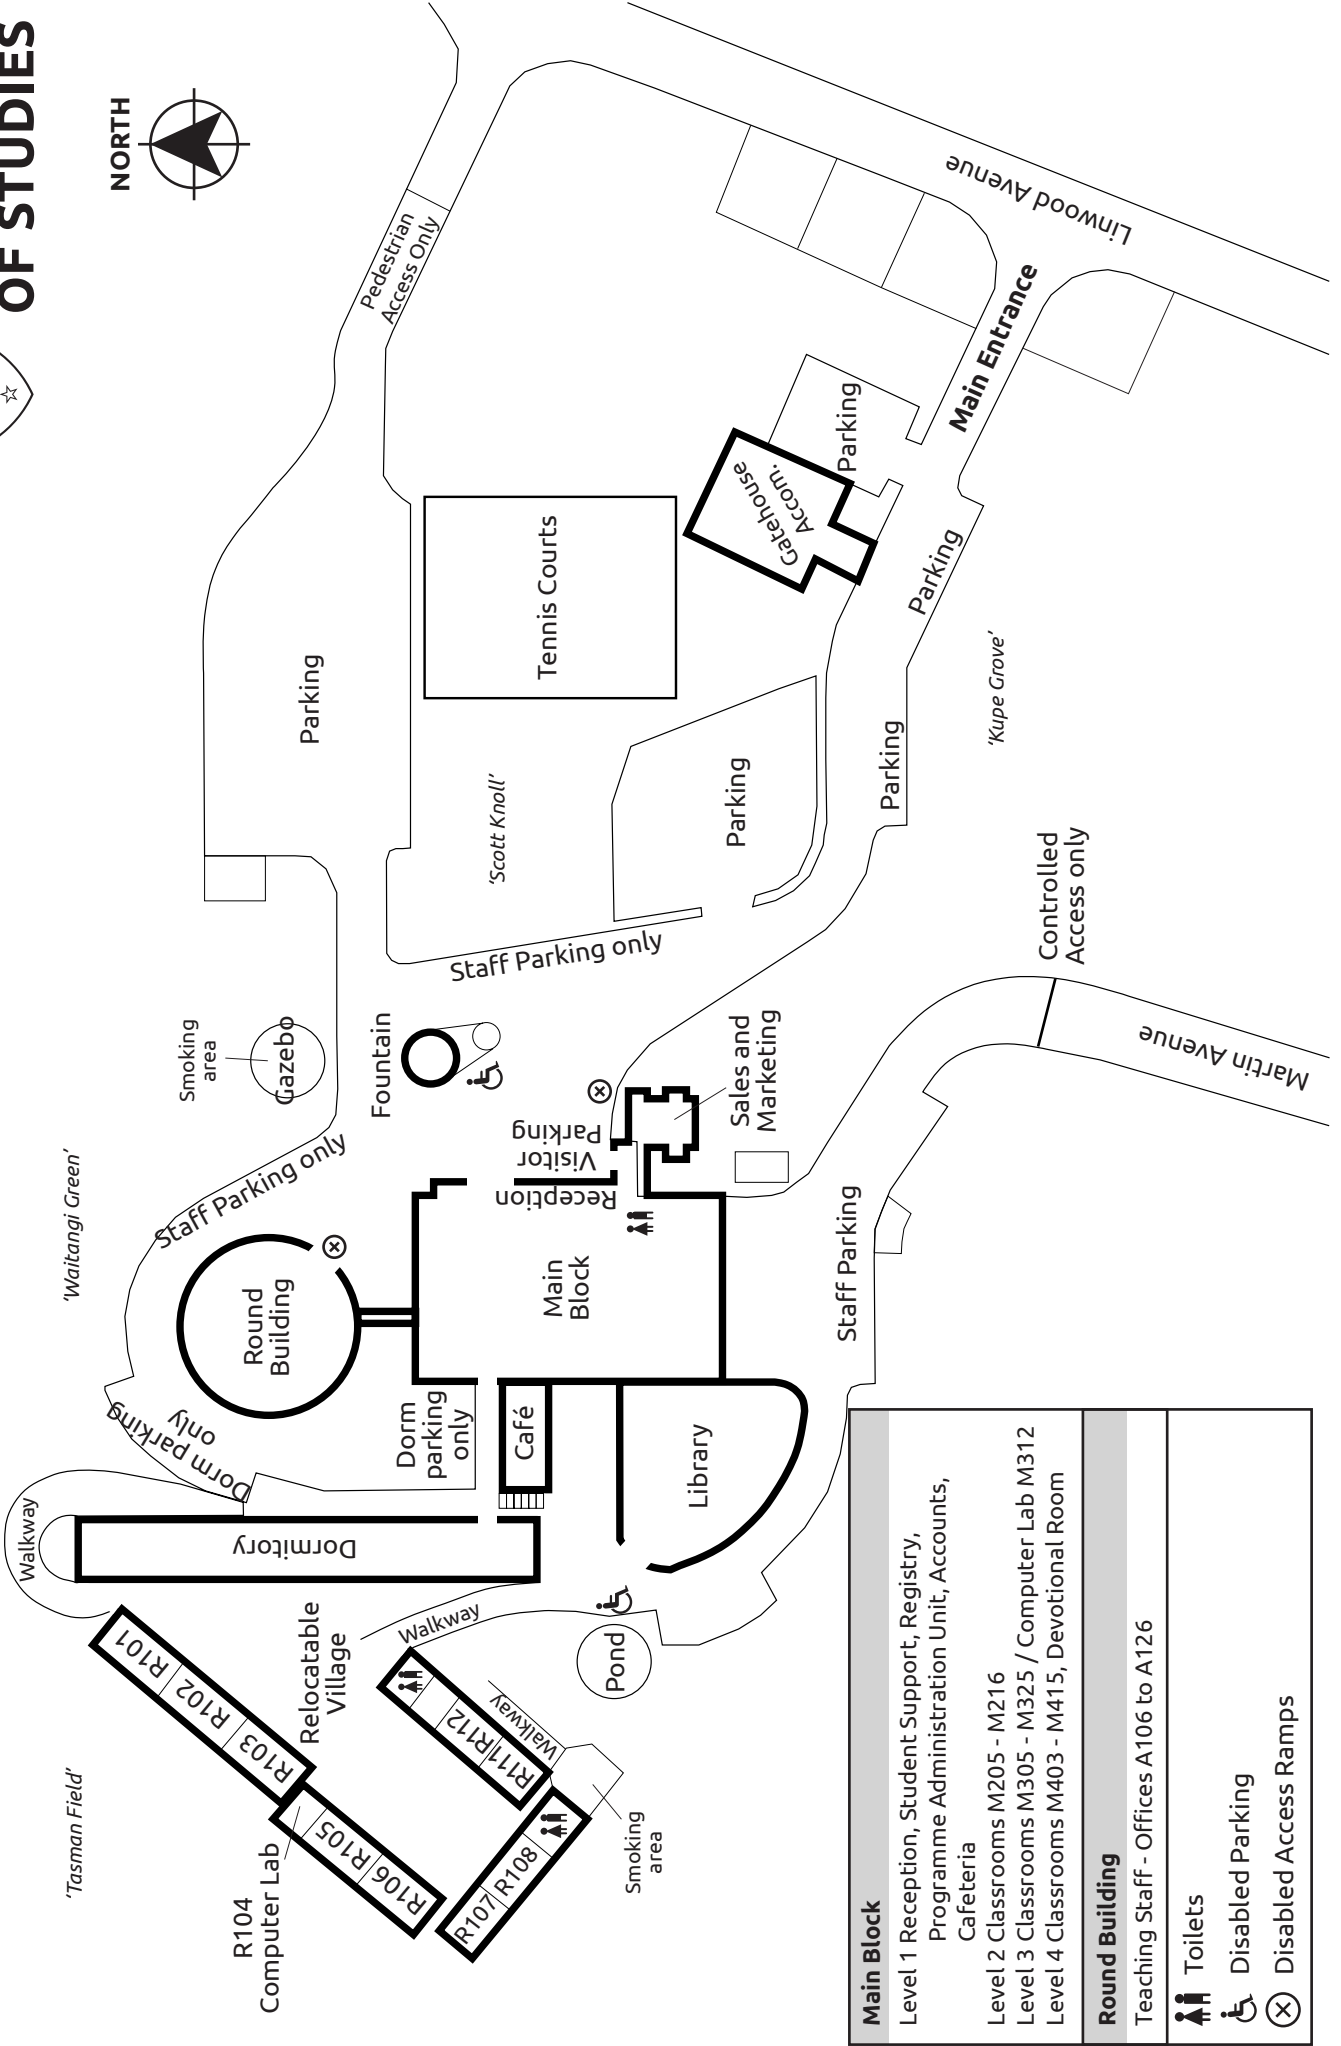 OF STUDIES
NORTH
Pedestrian
Access Only
Linwood Avenue
Main Entrance
Parking
Gatehouse
Accom.
Parking
Tennis Courts
Parking
'Kupe Grove'
Parking
Parking
'Scott Knoll'
Controlled
Access only
Martin Avenue
Staff Parking only
Smoking
area
Gazebo
Fountain
Sales and
Marketing
Visitor
Parking
Reception
'Waitangi Green'
Staff Parking only
Round
Building
Main
Block
Staff Parking
Dorm parking
only
Dorm
parking
only
Café
Library
Walkway
Dormitory
Relocatable
Village
Walkway
Pond
R101
R102
R103
R112
R111
Walkway
'Tasman Field'
R104
Computer Lab
R105
R106
R107
R108
Smoking
area
Main Block
Level 1 Reception, Student Support, Registry,
Programme Administration Unit, Accounts,
Cafeteria
Level 2 Classrooms M205 - M216
Level 3 Classrooms M305 - M325 / Computer Lab M312
Level 4 Classrooms M403 - M415, Devotional Room
Round Building
Teaching Staff - Offices A106 to A126
Toilets
Disabled Parking
Disabled Access Ramps